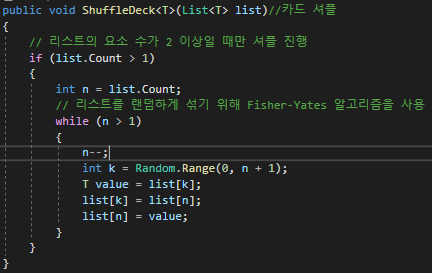 public void ShuffleDeck<T>(List<T> list)//카드 셔플
{
// 리스트의 요소 수가 2 이상일 때만 셔플 진행
if (list.Count > 1)
{
int n = list.Count;
// 리스트를 랜덤하게 섞기 위해 Fisher-Yates 알고리즘을 사용
while (n > 1)
{
n--;
int k = Random.Range(0, n + 1);
T value = list[k];
list[k] = list[n];
list[n] = value;
}
}
}